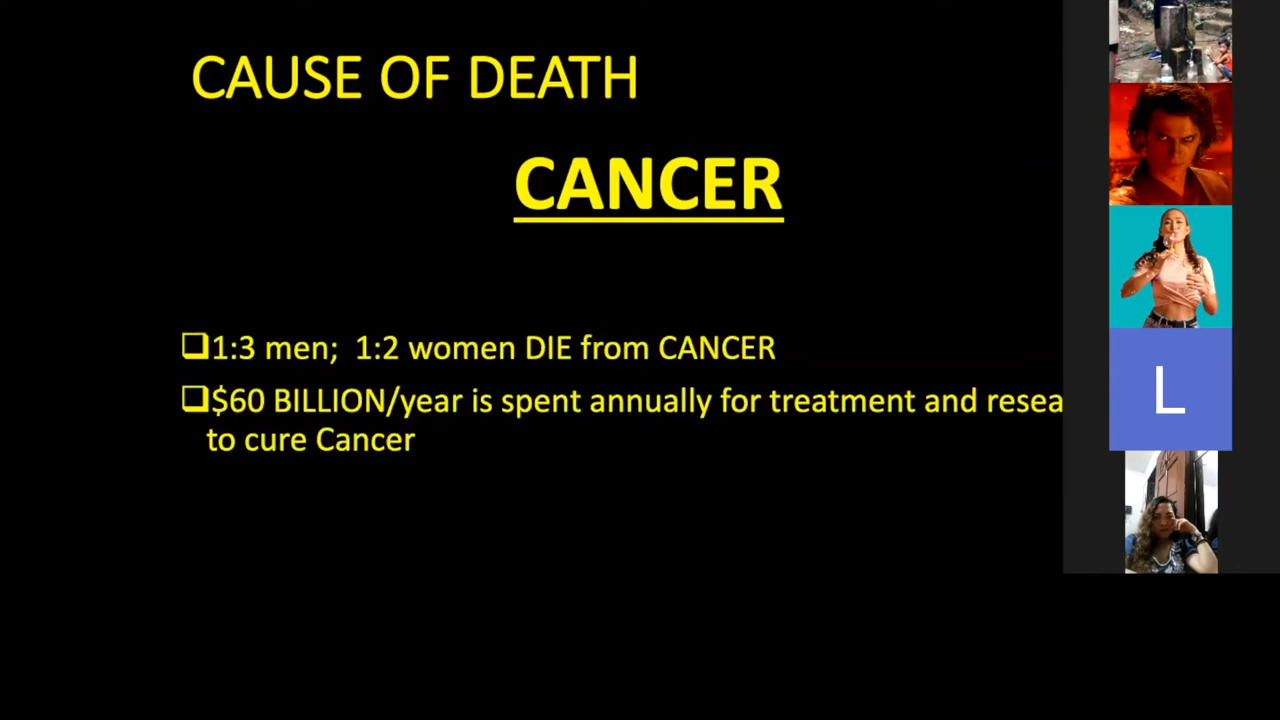 CAUSE OF DEATH
CANCER
❑1:3 men;  1:2 women DIE from CANCER
❑$60 BILLION/year is spent annually for treatment and resea
to cure Cancer
L